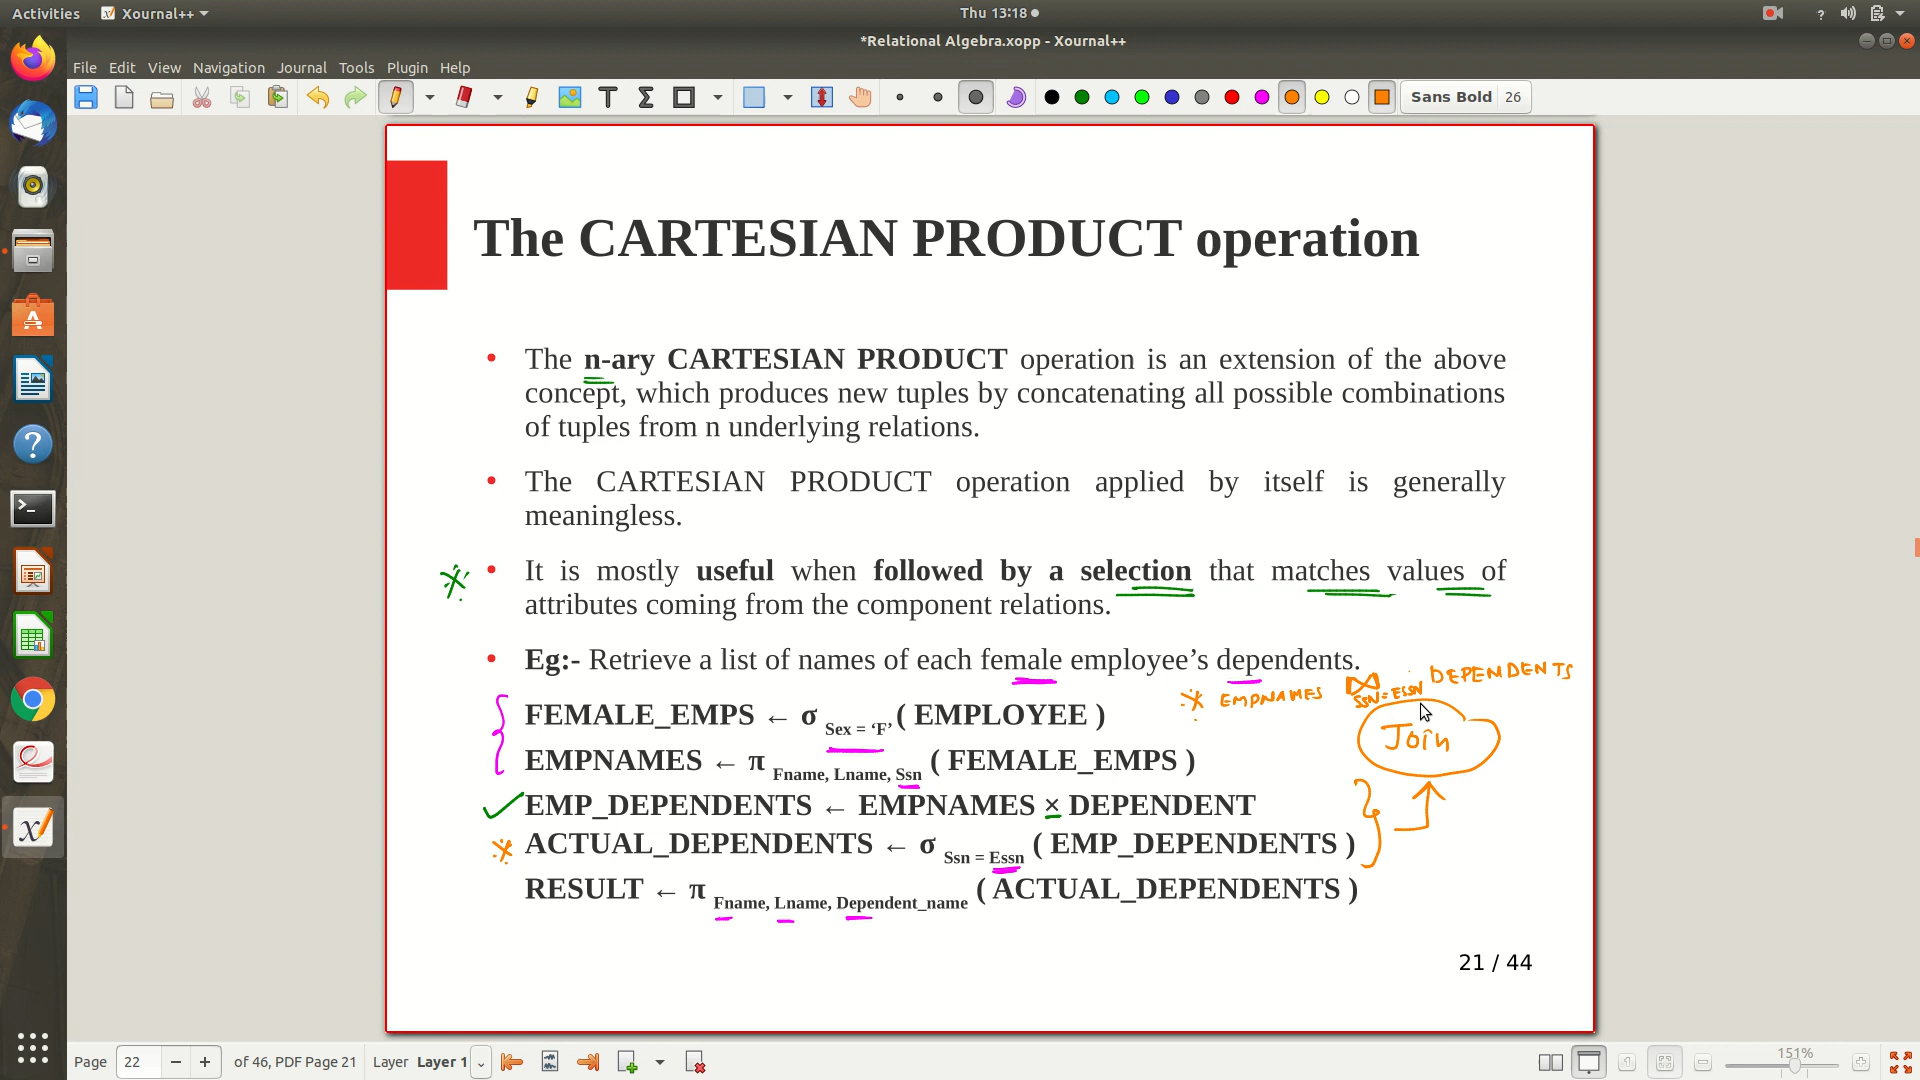 Activities Xournal++ Thu 13:18
*Relational Algebra.xopp - Xournal++
File Edit View Navigation Journal Tools Plugin Help
Sans Bold 26
The CARTESIAN PRODUCT operation
• The n-ary CARTESIAN PRODUCT operation is an extension of the above
concept, which produces new tuples by concatenating all possible combinations
of tuples from n underlying relations.
• The CARTESIAN PRODUCT operation applied by itself is generally
meaningless.
• It is mostly useful when followed by a selection that matches values of
attributes coming from the component relations.
• Eg:- Retrieve a list of names of each female employee’s dependents.
EMPNAMES ⋈ SSN=ESSN DEPENDENTS
FEMALE_EMPS ← σ Sex = ‘F’ ( EMPLOYEE )
Join
EMPNAMES ← π Fname, Lname, Ssn ( FEMALE_EMPS )
EMP_DEPENDENTS ← EMPNAMES × DEPENDENT
ACTUAL_DEPENDENTS ← σ Ssn = Essn ( EMP_DEPENDENTS )
RESULT ← π Fname, Lname, Dependent_name ( ACTUAL_DEPENDENTS )
21 / 44
Page 22 − + of 46, PDF Page 21 Layer Layer 1 151%